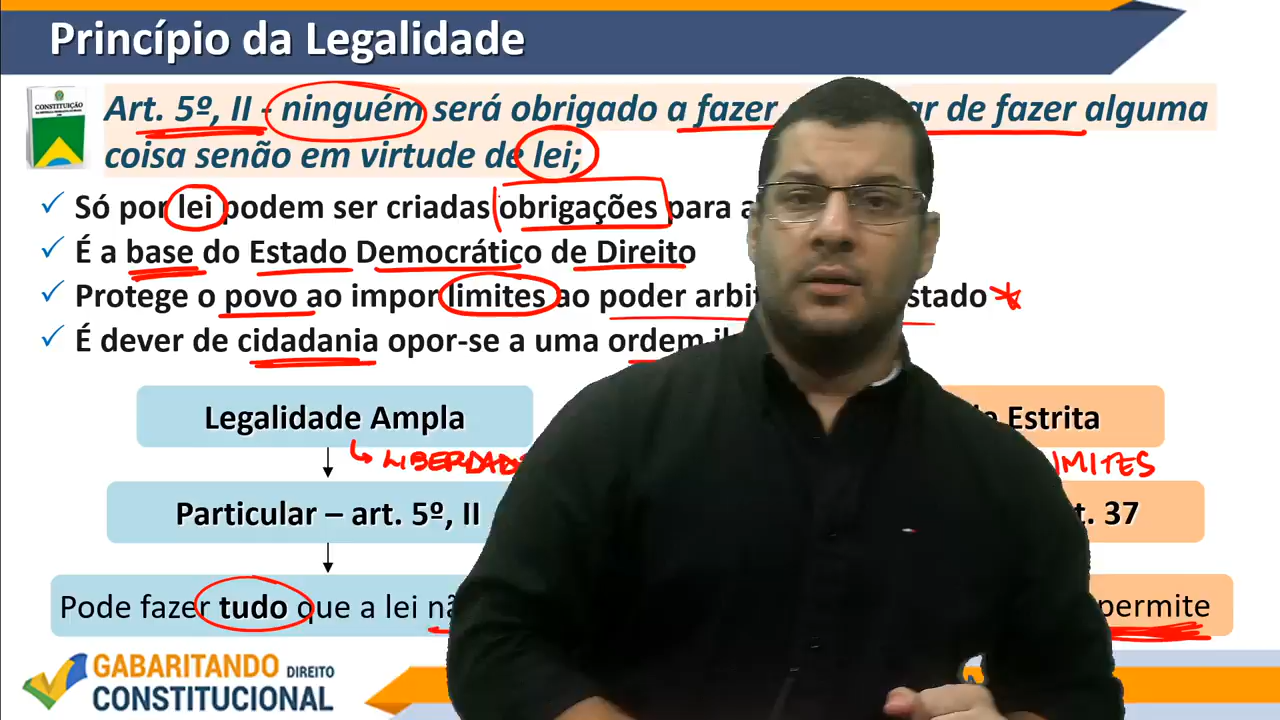 Princípio da Legalidade
CONSTITUIÇÃO
Art. 5º, II - ninguém será obrigado a fazer ar de fazer alguma
coisa senão em virtude de lei;
Só por lei podem ser criadas obrigações para a
É a base do Estado Democrático de Direito
Protege o povo ao impor limites ao poder arbit stado
É dever de cidadania opor-se a uma ordem il
Legalidade Ampla
e Estrita
LIBERDADE
IMITES
Particular – art. 5º, II
t. 37
Pode fazer tudo que a lei nã
permite
GABARITANDO DIREITO
CONSTITUCIONAL